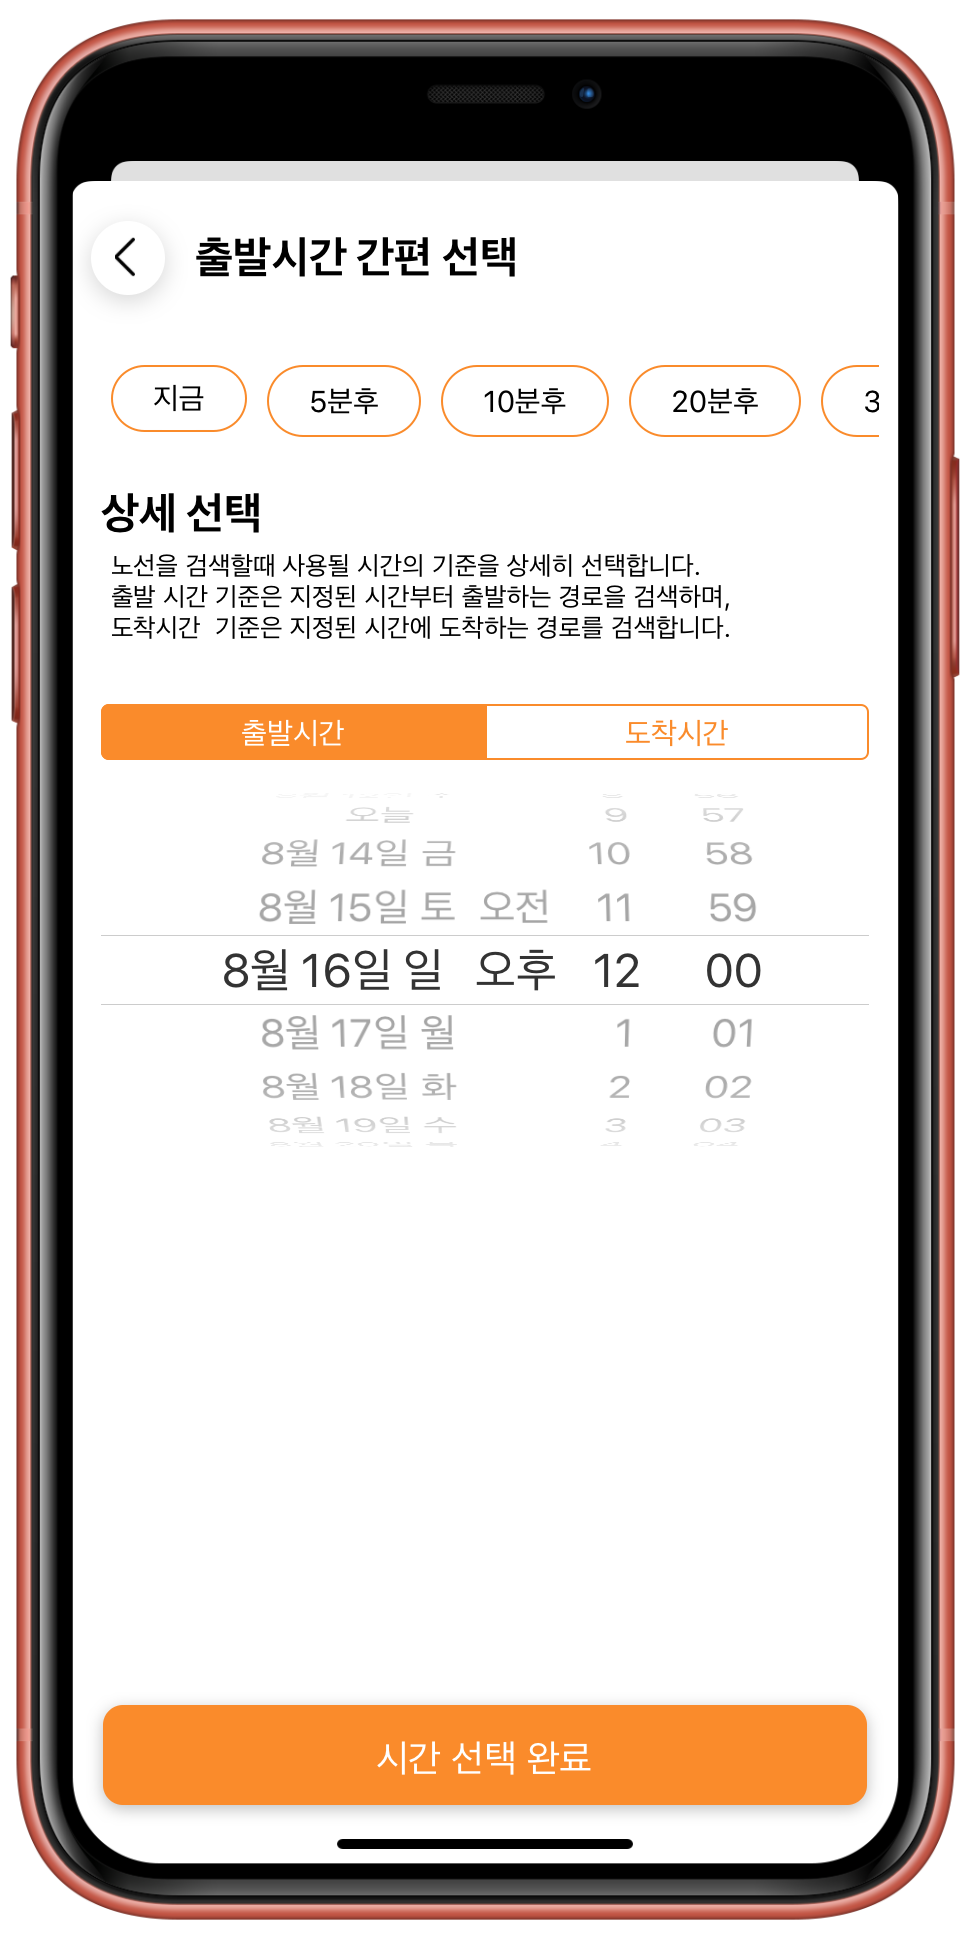 출발시간 간편 선택
지금 5분후 10분후 20분후 3
상세 선택
노선을 검색할때 사용될 시간의 기준을 상세히 선택합니다.
출발 시간 기준은 지정된 시간부터 출발하는 경로을 검색하며,
도착시간  기준은 지정된 시간에 도착하는 경로를 검색합니다.
출발시간 도착시간
오늘 9 57
8월 14일 금 10 58
8월 15일 토 오전 11 59
8월 16일 일 오후 12 00
8월 17일 월 1 01
8월 18일 화 2 02
8월 19일 수 3 03
시간 선택 완료